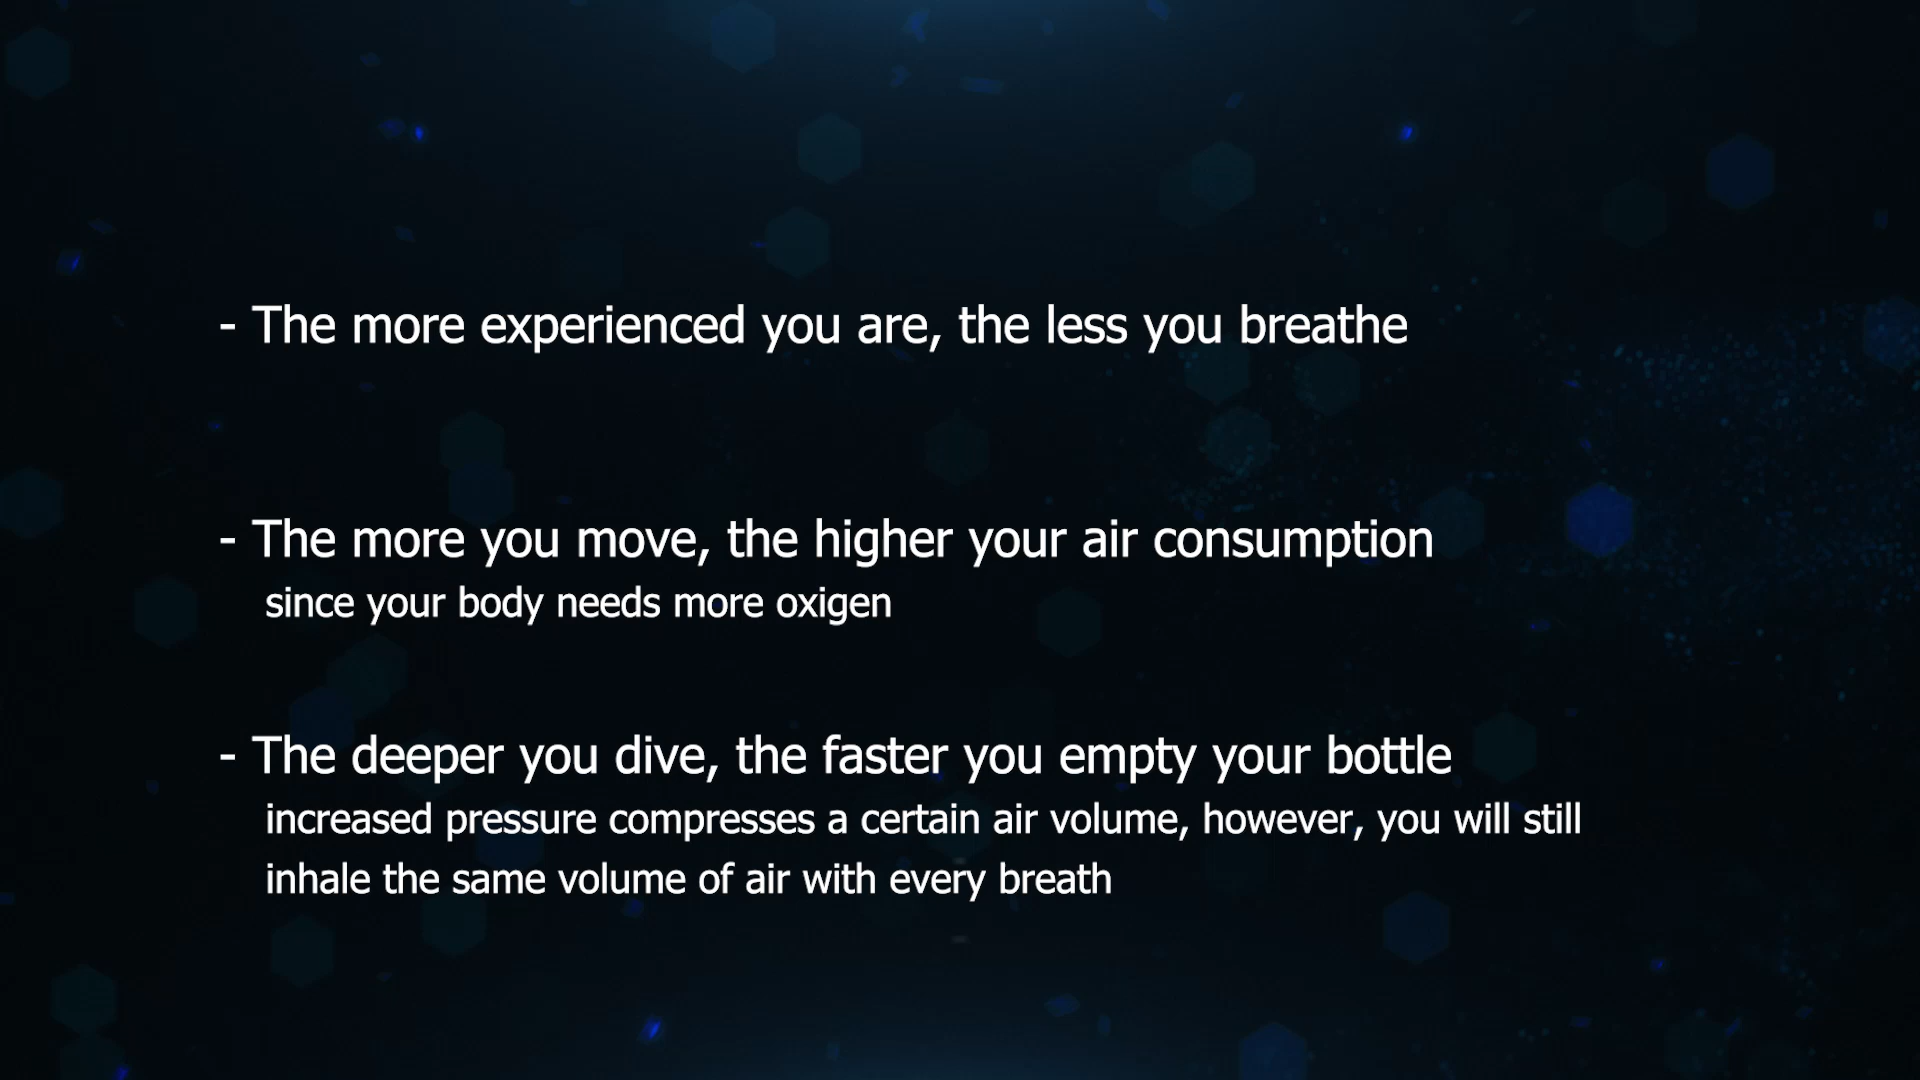 - The more experienced you are, the less you breathe
- The more you move, the higher your air consumption
since your body needs more oxigen
- The deeper you dive, the faster you empty your bottle
increased pressure compresses a certain air volume, however, you will still
inhale the same volume of air with every breath